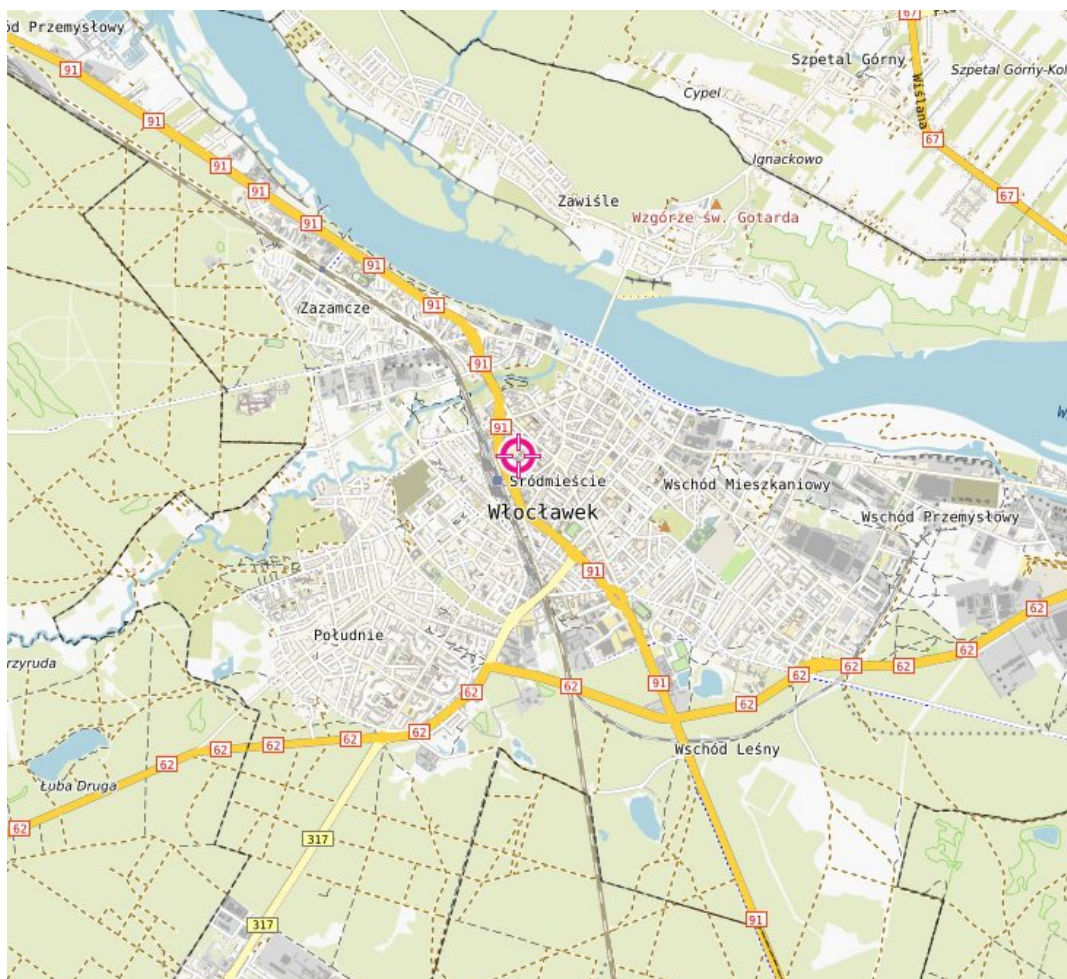 ód Przemysłowy
67
91
Szpetal Górny
Szpetal Górny-Kol
Cypel
Wiślana
91
67
91
Ignackowo
91
67
Zawiśle
Wzgórze św. Gotarda
91
91
Zazamcze
91
91
91
Śródmieście
Wschód Mieszkaniowy
Włocławek
Wschód Przemysłowy
91
62
Południe
62
rzyruda
62
62
62
91
62
62
62
62
62
62
62
62
Wschód Leśny
62
Łuba Druga
62
317
91
317